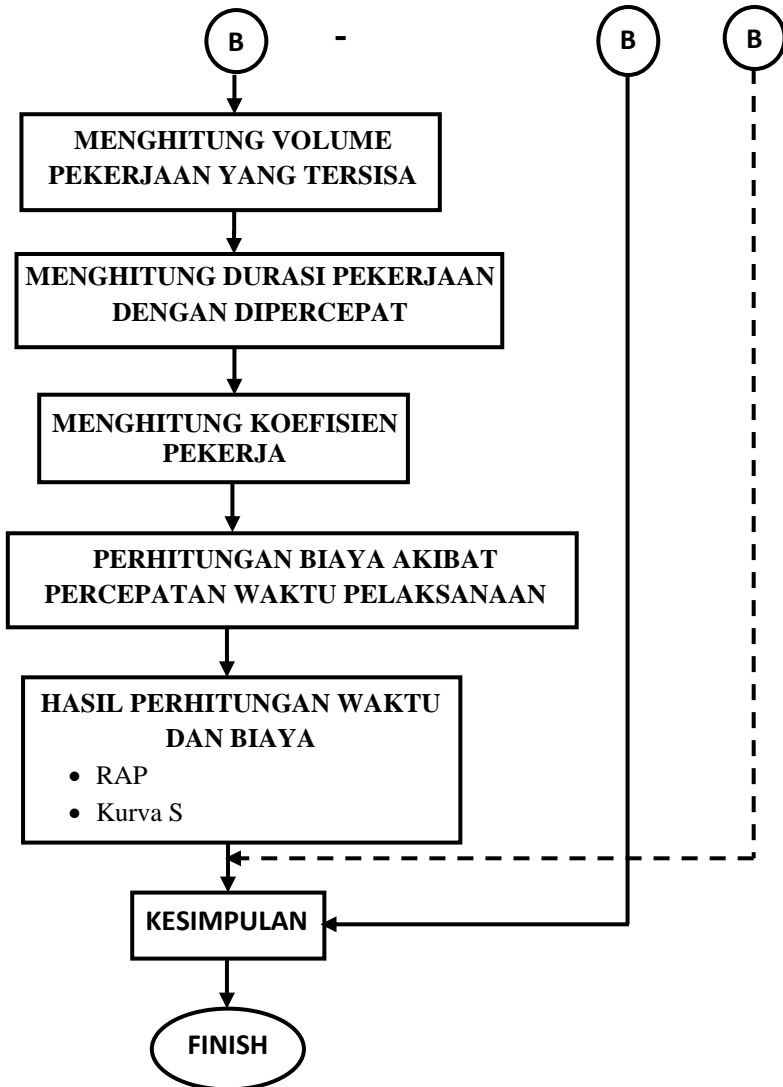 B - B B
MENGHITUNG VOLUME
PEKERJAAN YANG TERSISA
MENGHITUNG DURASI PEKERJAAN
DENGAN DIPERCEPAT
MENGHITUNG KOEFISIEN
PEKERJA
PERHITUNGAN BIAYA AKIBAT
PERCEPATAN WAKTU PELAKSANAAN
HASIL PERHITUNGAN WAKTU
DAN BIAYA
• RAP
• Kurva S
KESIMPULAN
FINISH